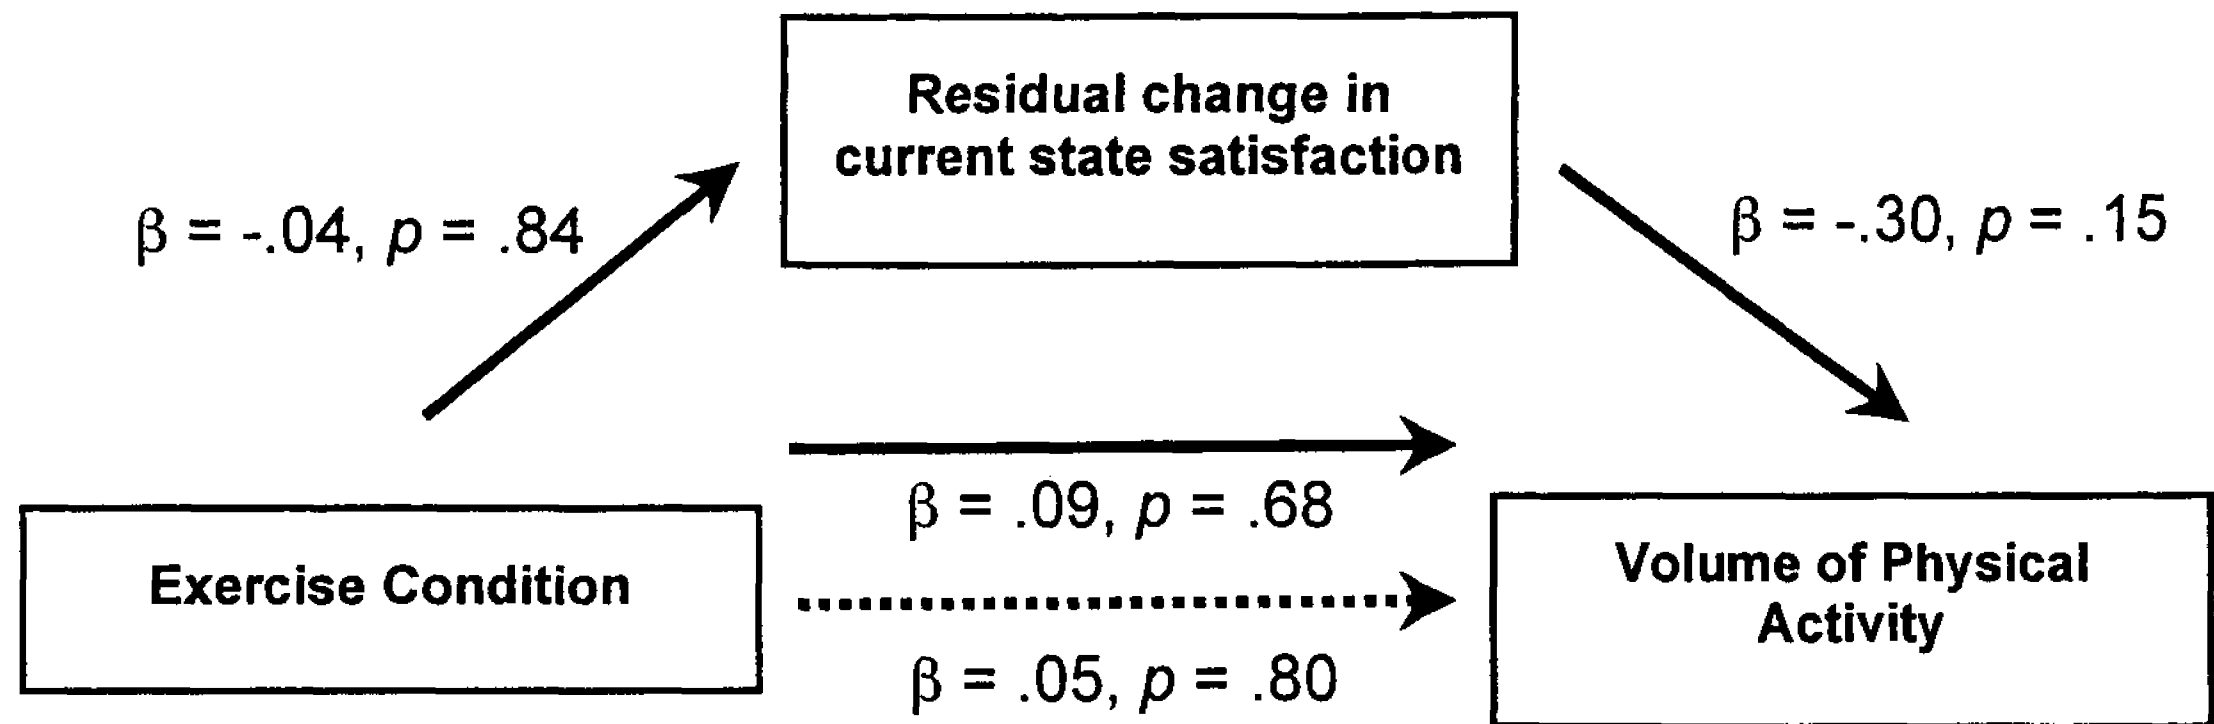 Residual change in
current state satisfaction
β = -.04, p = .84
β = -.30, p = .15
β = .09, p = .68
Exercise Condition
Volume of Physical
Activity
β = .05, p = .80